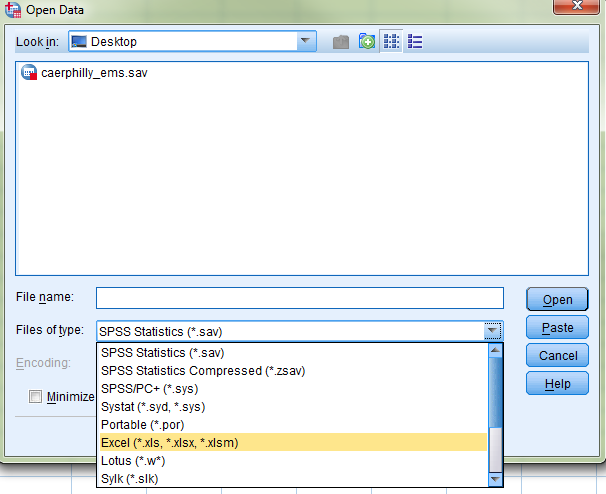 Open Data
Look in: Desktop
caerphilly_ems.sav
File name:
Open
Files of type: SPSS Statistics (*.sav)
Paste
SPSS Statistics (*.sav)
Encoding:
Cancel
SPSS Statistics Compressed (*.zsav)
SPSS/PC+ (*.sys)
Help
Minimize
Systat (*.syd, *.sys)
Portable (*.por)
Excel (*.xls, *.xlsx, *.xlsm)
Lotus (*.w*)
Sylk (*.slk)